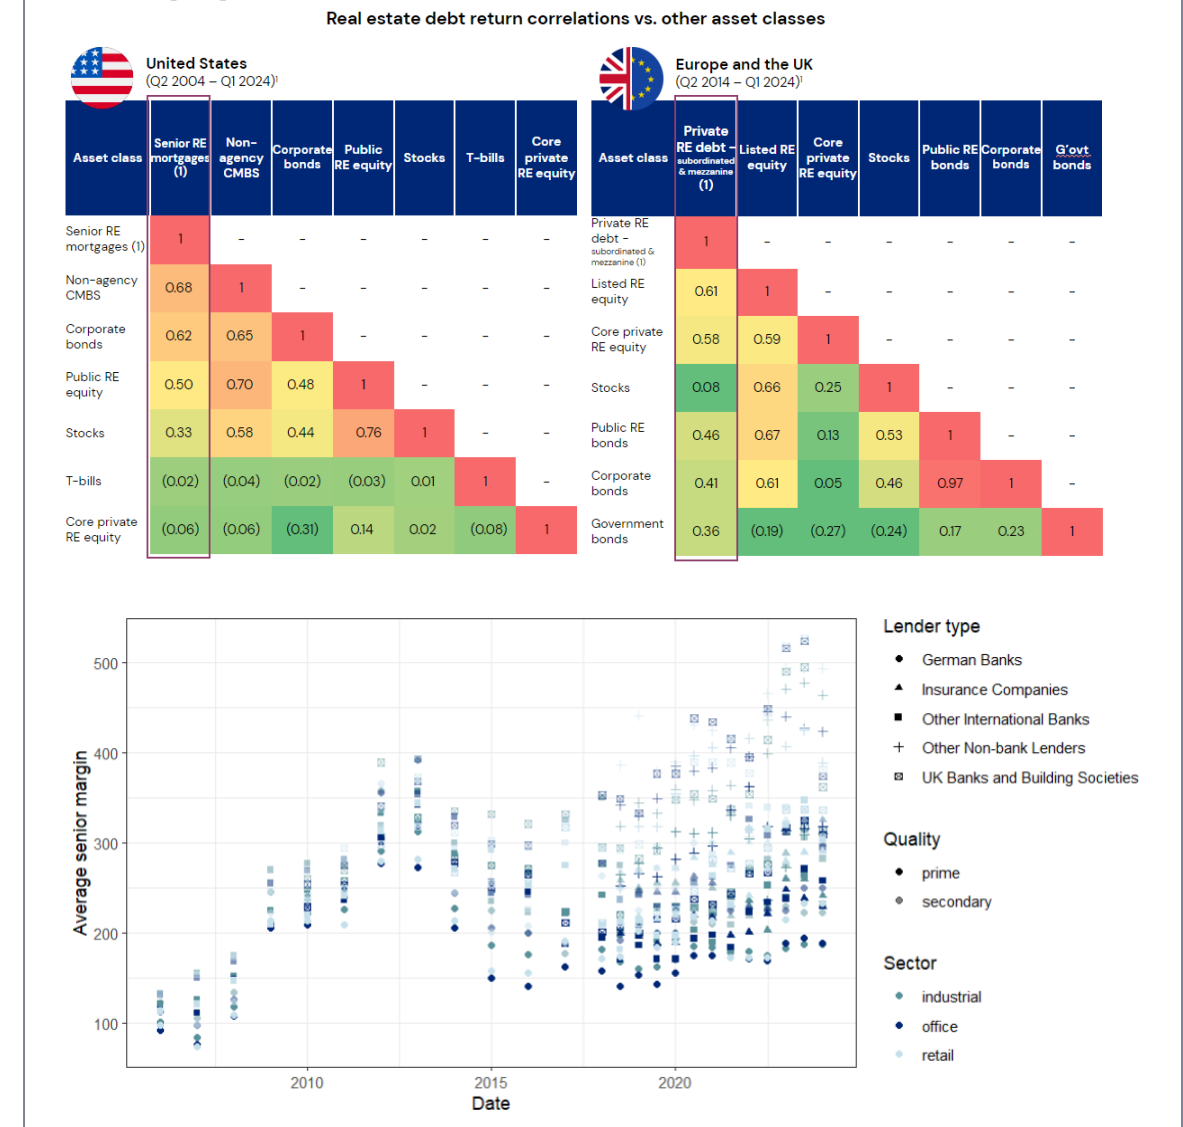 Real estate debt return correlations vs. other asset classes
United States
(Q2 2004 – Q1 2024)¹
Asset class
Senior RE
mortgages
(1)
Non-
agency
CMBS
Corporate
bonds
Public
RE equity
Stocks
T-bills
Core
private
RE equity
Senior RE
mortgages (1)
1 – – – – – –
Non-agency
CMBS
0.68 1 – – – – –
Corporate
bonds
0.62 0.65 1 – – – –
Public RE
equity
0.50 0.70 0.48 1 – – –
Stocks
0.33 0.58 0.44 0.76 1 – –
T-bills
(0.02) (0.04) (0.02) (0.03) 0.01 1 –
Core private
RE equity
(0.06) (0.06) (0.31) 0.14 0.02 (0.08) 1
Europe and the UK
(Q2 2014 – Q1 2024)¹
Asset class
Private
RE debt –
subordinated
& mezzanine
(1)
Listed RE
equity
Core
private
RE equity
Stocks
Public RE
bonds
Corporate
bonds
G'ovt
bonds
Private RE
debt –
subordinated &
mezzanine (1)
1 – – – – – –
Listed RE
equity
0.61 1 – – – – –
Core private
RE equity
0.58 0.59 1 – – – –
Stocks
0.08 0.66 0.25 1 – – –
Public RE
bonds
0.46 0.67 0.13 0.53 1 – –
Corporate
bonds
0.41 0.61 0.05 0.46 0.97 1 –
Government
bonds
0.36 (0.19) (0.27) (0.24) 0.17 0.23 1
Average senior margin
500
400
300
200
100
2010 2015 2020
Date
Lender type
German Banks
Insurance Companies
Other International Banks
Other Non-bank Lenders
UK Banks and Building Societies
Quality
prime
secondary
Sector
industrial
office
retail